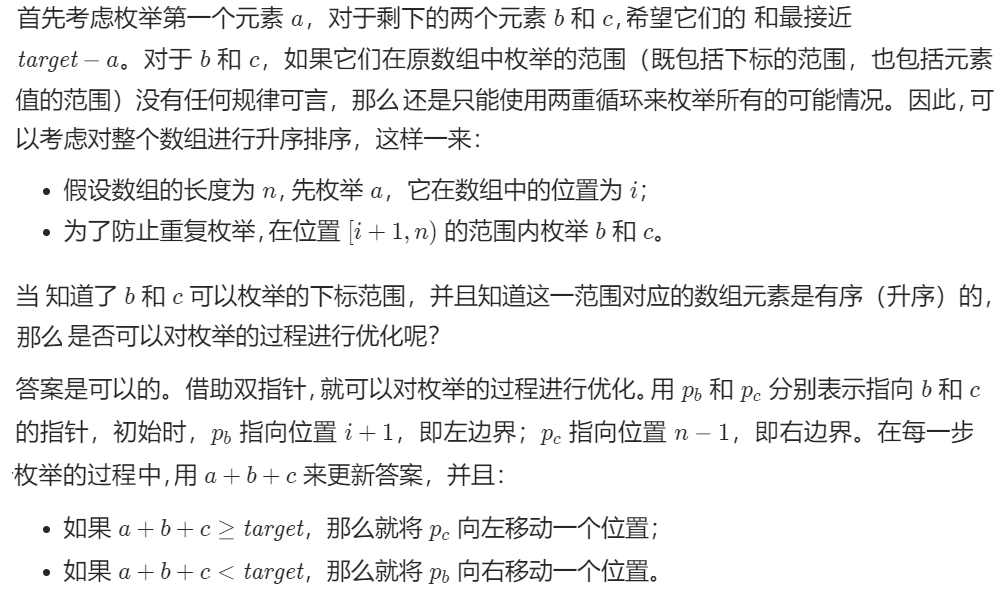 首先考虑枚举第一个元素 a，对于剩下的两个元素 b 和 c,希望它们的 和最接近
target − a。对于 b 和 c，如果它们在原数组中枚举的范围（既包括下标的范围，也包括元素
值的范围）没有任何规律可言，那么 还是只能使用两重循环来枚举所有的可能情况。因此,可
以考虑对整个数组进行升序排序，这样一来：
• 假设数组的长度为 n,先枚举 a，它在数组中的位置为 i；
• 为了防止重复枚举,在位置 [i + 1, n) 的范围内枚举 b 和 c。
当 知道了 b 和 c 可以枚举的下标范围，并且知道这一范围对应的数组元素是有序（升序）的，
那么 是否可以对枚举的过程进行优化呢？
答案是可以的。借助双指针,就可以对枚举的过程进行优化。用 p_b 和 p_c 分别表示指向 b 和 c
的指针，初始时，p_b 指向位置 i + 1，即左边界；p_c 指向位置 n − 1，即右边界。在每一步
枚举的过程中,用 a + b + c 来更新答案，并且：
• 如果 a + b + c ≥ target，那么就将 p_c 向左移动一个位置；
• 如果 a + b + c < target，那么就将 p_b 向右移动一个位置。